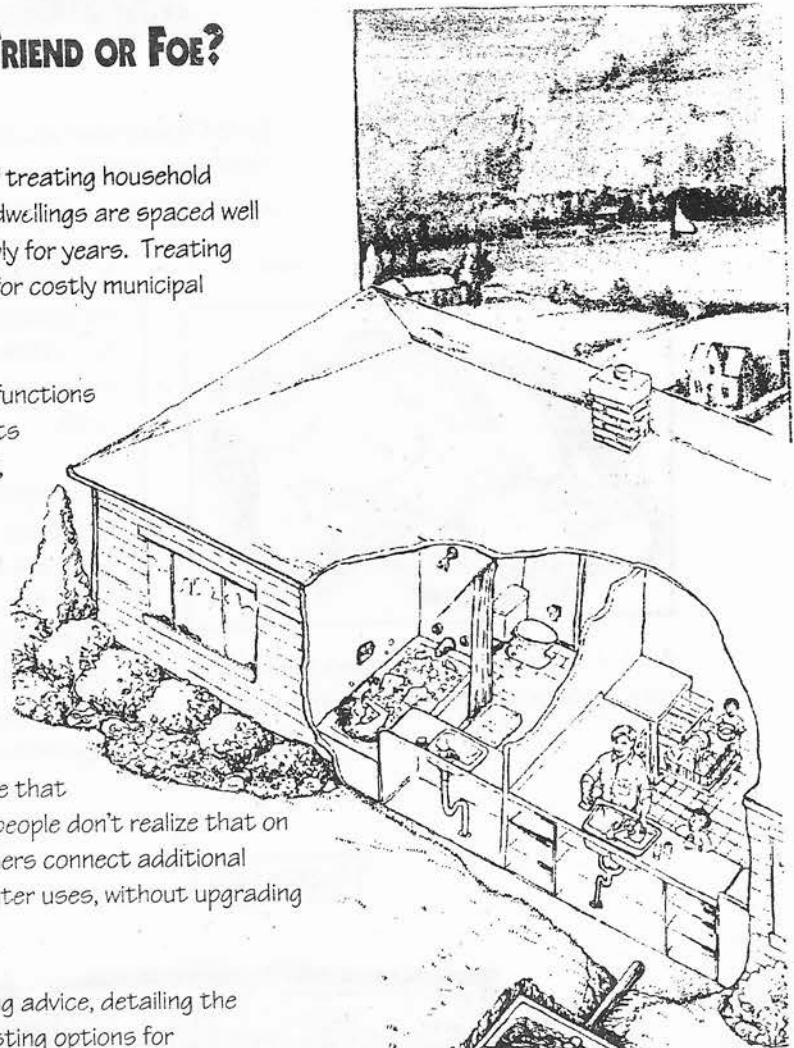 RIEND OR FOE?
treating household
dwellings are spaced well
ly for years. Treating
for costly municipal
functions
ts
e that
people don't realize that on
ers connect additional
ter uses, without upgrading
g advice, detailing the
sting options for